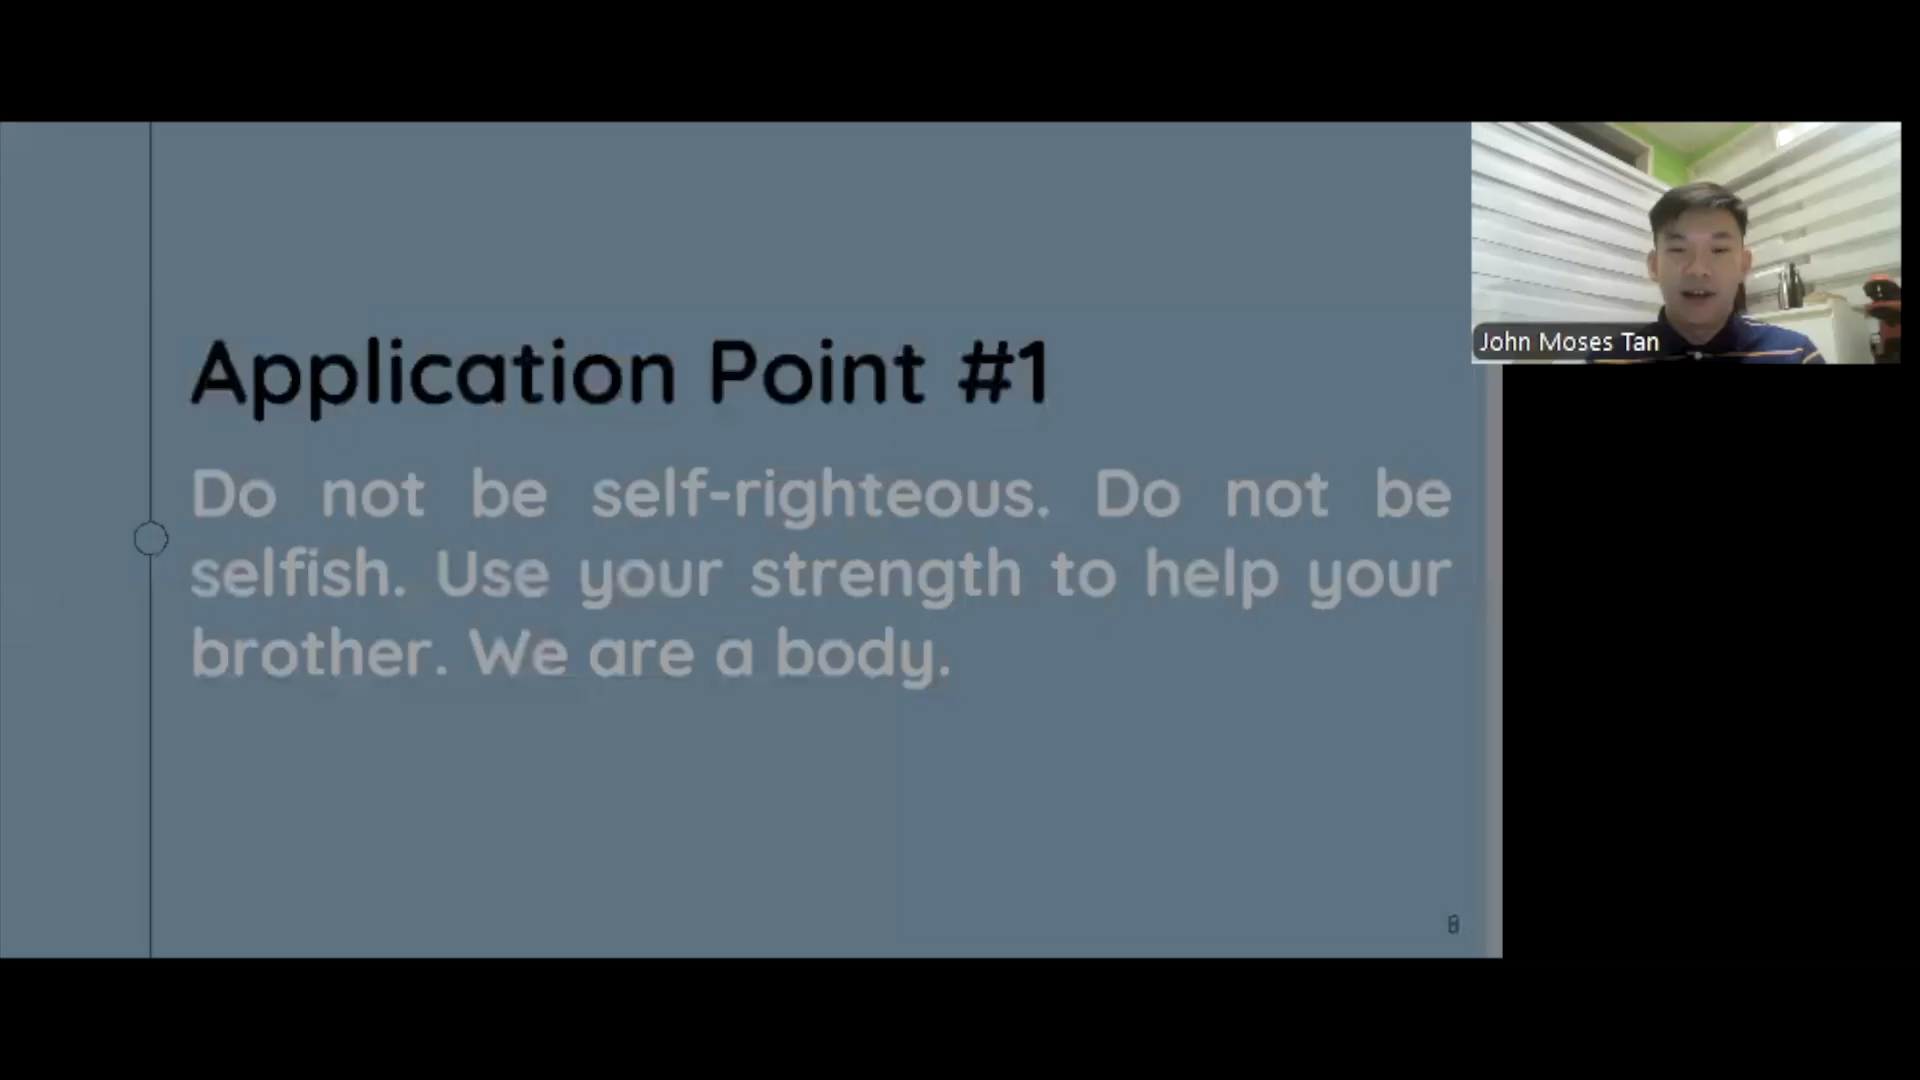 Application Point #1
Do not be self-righteous. Do not be
selfish. Use your strength to help your
brother. We are a body.
John Moses Tan